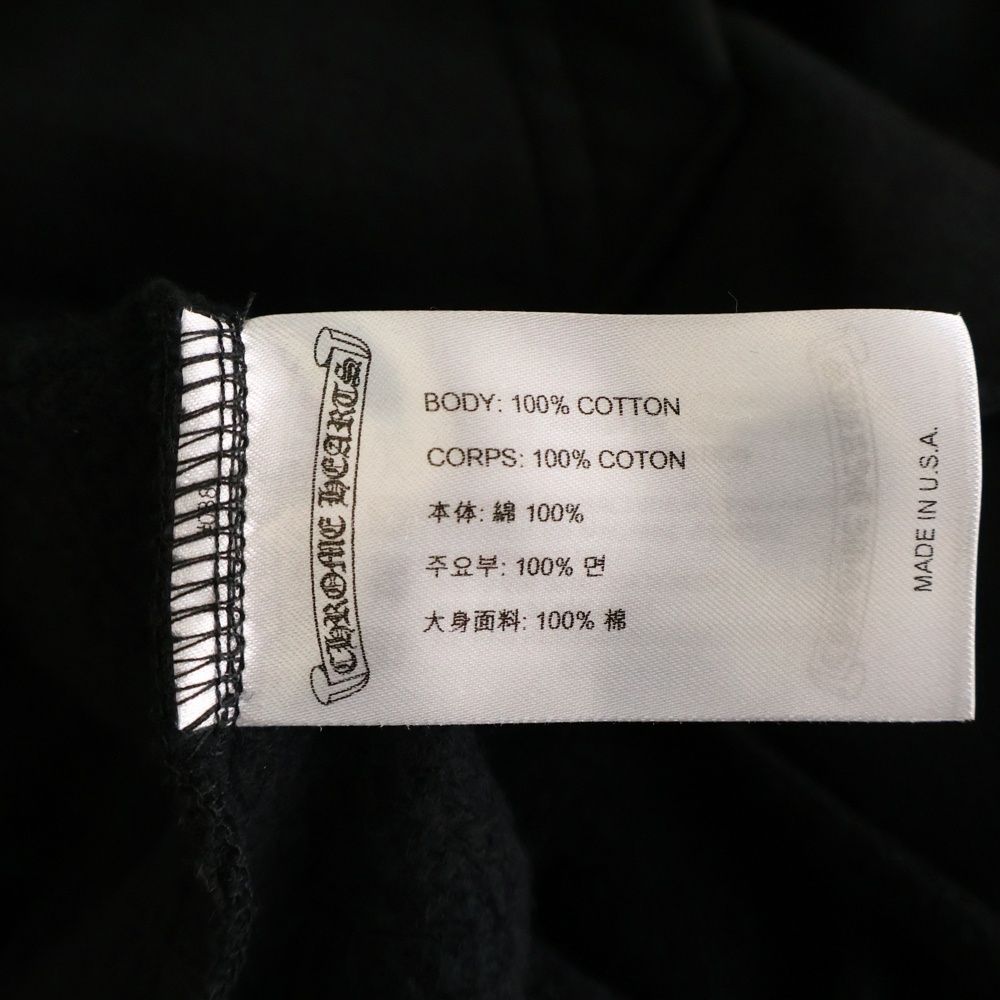 CHROME HEARTS
BODY: 100% COTTON
CORPS: 100% COTON
本体: 綿 100%
주요부: 100% 면
大身面料: 100% 棉
MADE IN U.S.A.